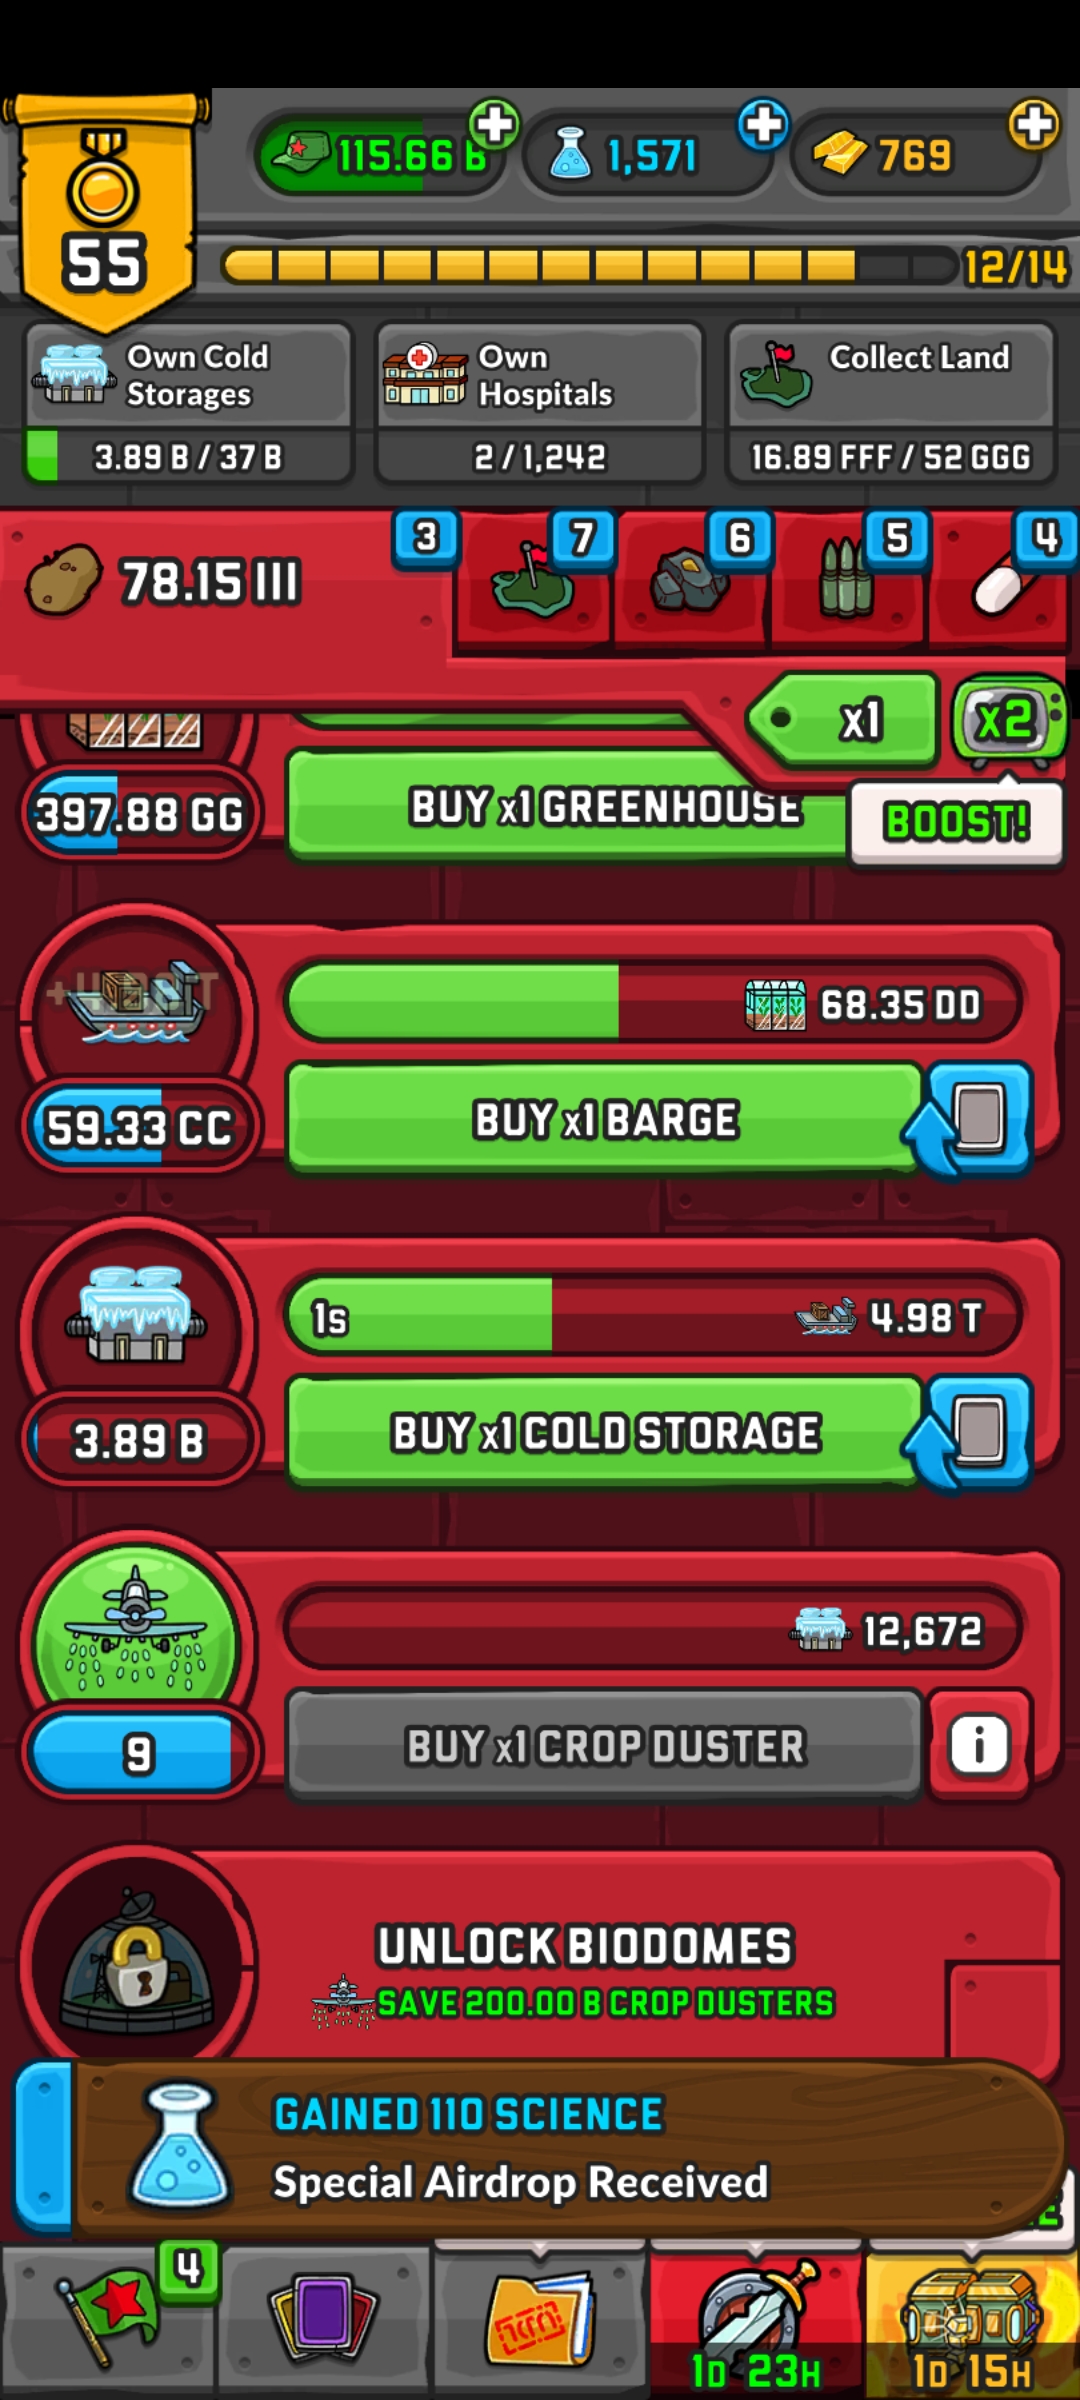 115.66 B
1,571
769
55
12/14
Own Cold
Storages
3.89 B / 37 B
Own
Hospitals
2 / 1,242
Collect Land
16.89 FFF / 52 GGG
78.15 III
3
7
6
5
4
x1
x2
BOOST!
397.88 GG
BUY x1 GREENHOUSE
68.35 DD
59.33 CC
BUY x1 BARGE
1s
4.98 T
3.89 B
BUY x1 COLD STORAGE
12,672
9
BUY x1 CROP DUSTER
i
UNLOCK BIODOMES
SAVE 200.00 B CROP DUSTERS
GAINED 110 SCIENCE
Special Airdrop Received
4
1D 23H
1D 15H